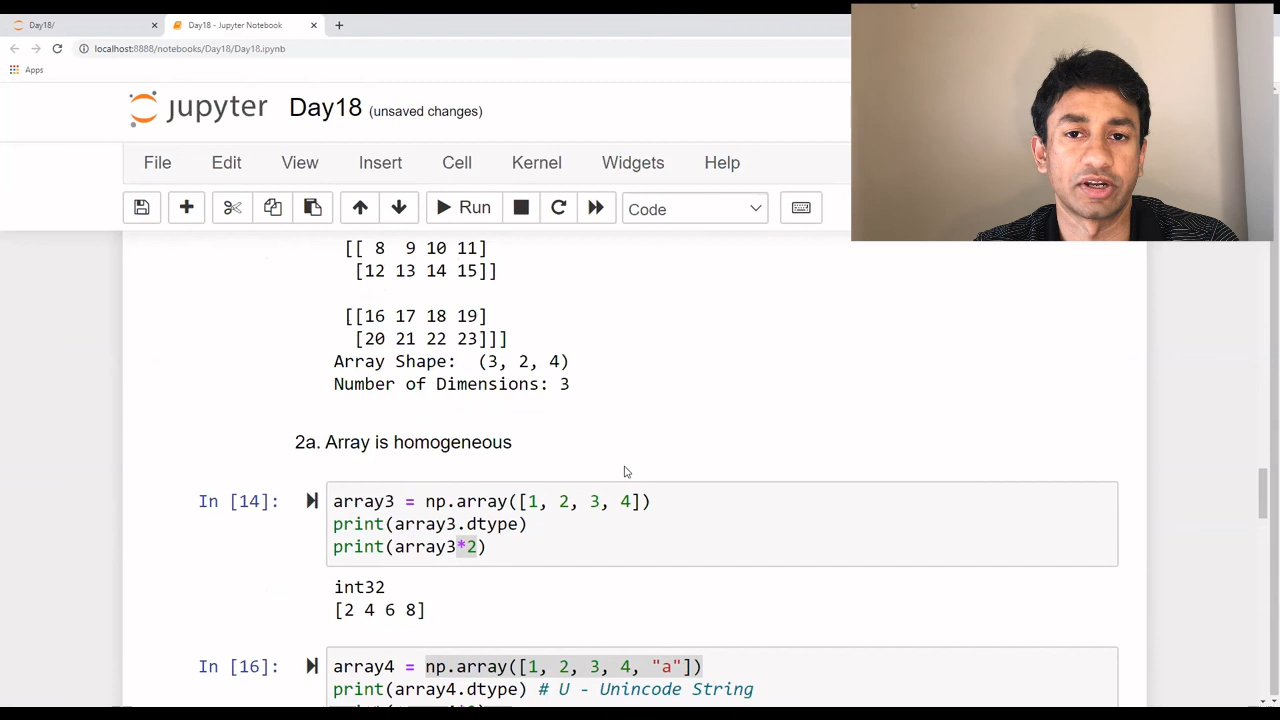 Day18/
Day18 - Jupyter Notebook
localhost:8888/notebooks/Day18/Day18.ipynb
Apps
jupyter Day18 (unsaved changes)
File Edit View Insert Cell Kernel Widgets Help
Run Code
[[ 8 9 10 11]
[12 13 14 15]]
[[16 17 18 19]
[20 21 22 23]]]
Array Shape: (3, 2, 4)
Number of Dimensions: 3
2a. Array is homogeneous
In [14]: array3 = np.array([1, 2, 3, 4])
print(array3.dtype)
print(array3*2)
int32
[2 4 6 8]
In [16]: array4 = np.array([1, 2, 3, 4, "a"])
print(array4.dtype) # U - Unincode String